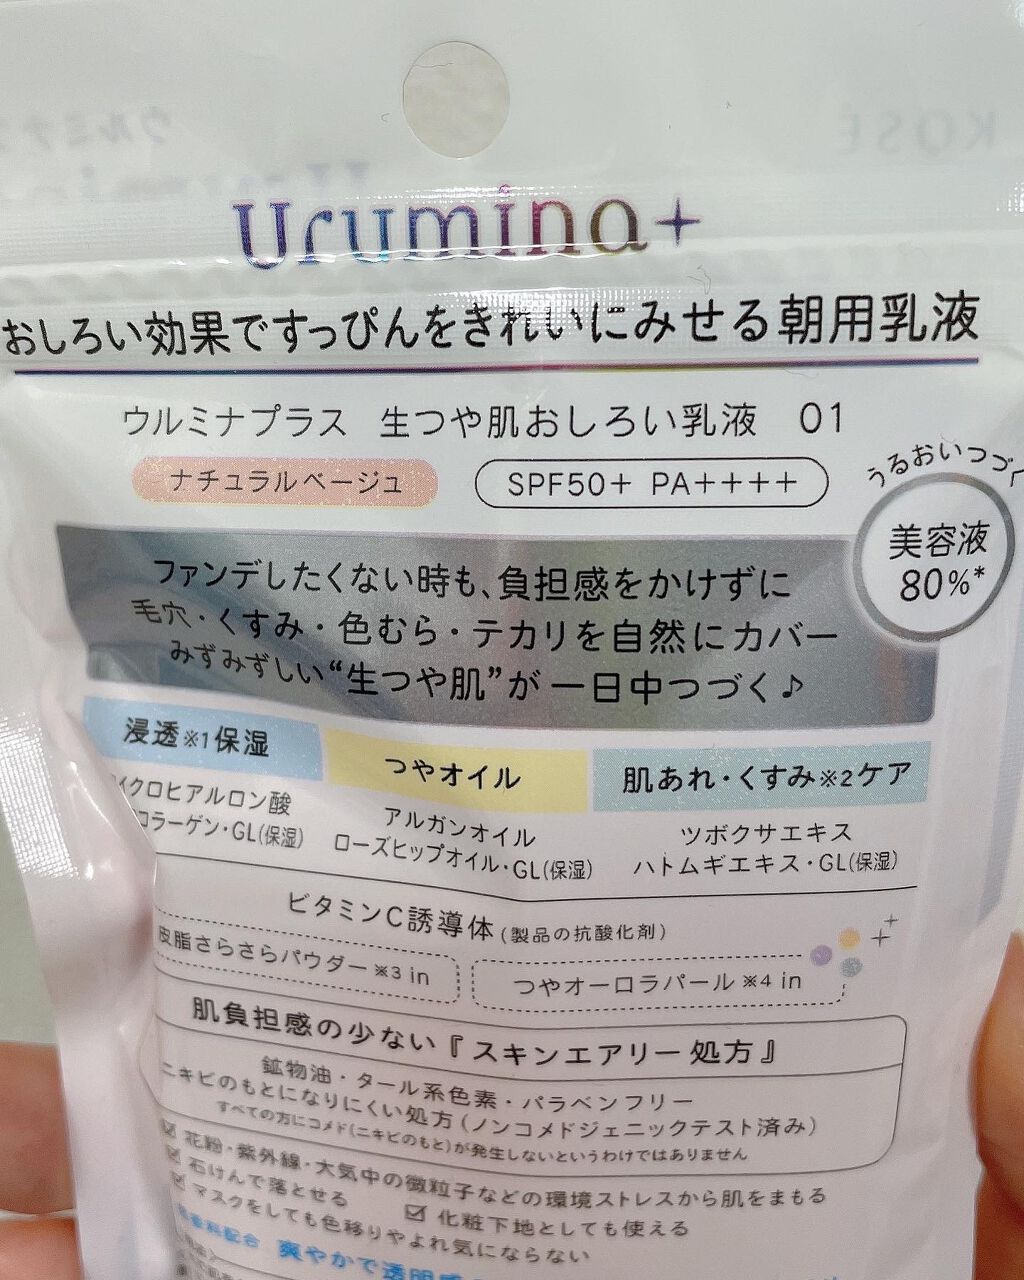 ウルミナ
KOSÉ
Urumina+
おしろい効果ですっぴんをきれいにみせる朝用乳液
ウルミナプラス 生つや肌おしろい乳液 01
ナチュラルベージュ
SPF50+ PA++++
うるおいつづく
美容液
80%*
ファンデしたくない時も、負担感をかけずに
毛穴・くすみ・色むら・テカリを自然にカバー
みずみずしい“生つや肌”が一日中つづく♪
浸透※1保湿
つやオイル
肌あれ・くすみ※2ケア
イクロヒアルロン酸
コラーゲン・GL(保湿)
アルガンオイル
ローズヒップオイル・GL(保湿)
ツボクサエキス
ハトムギエキス・GL(保湿)
ビタミンC誘導体(製品の抗酸化剤)
皮脂さらさらパウダー※3 in
つやオーロラパール※4 in
肌負担感の少ない『スキンエアリー処方』
鉱物油・タール系色素・パラベンフリー
ニキビのもとになりにくい処方(ノンコメドジェニックテスト済み)
すべての方にコメド(ニキビのもと)が発生しないというわけではありません
☑ 花粉・紫外線・大気中の微粒子などの環境ストレスから肌をまもる
☑ 石けんで落とせる
☑ 化粧下地としても使える
☑ マスクをしても色移りやよれ気にならない
香料配合 爽やかで透明感